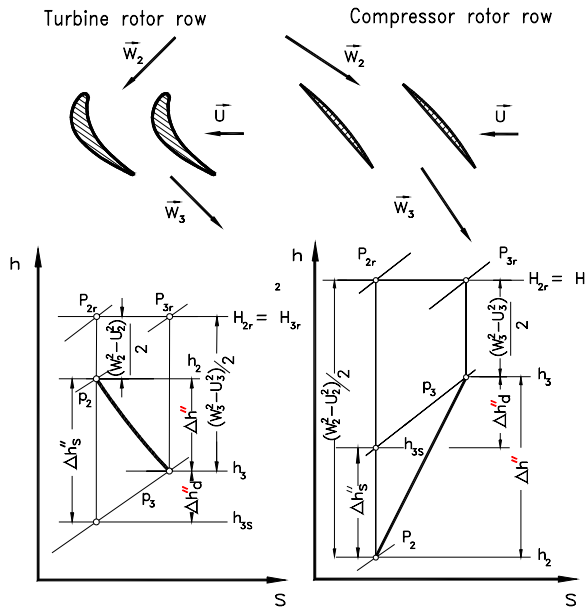 Turbine rotor row
Compressor rotor row
W₂
W₂
U
U
W₃
W₃
h
P₂ᵣ
P₃ᵣ
2
H₂ᵣ = H₃ᵣ
(W₂²-U₂²)
2
h₂
p₂
(W₃²-U₃²)/2
Δh″
Δh″s
h₃
Δh″d
p₃
h₃S
S
h
P₂ᵣ
P₃ᵣ
H₂ᵣ = H
(W₃²-U₃²)
2
(W₂²-U₂²)/2
p₃
h₃
Δh″d
h₃S
Δh″s
Δh″
P₂
h₂
S